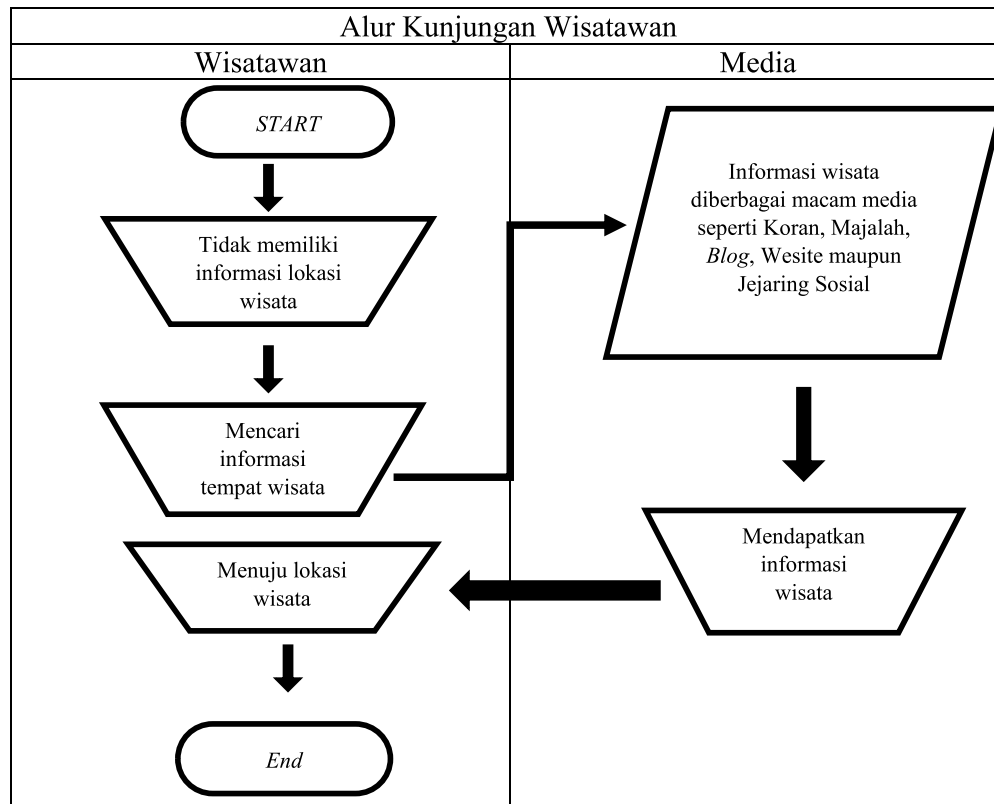 Alur Kunjungan Wisatawan
Wisatawan
Media
START
Tidak memiliki
informasi lokasi
wisata
Mencari
informasi
tempat wisata
Informasi wisata
diberbagai macam media
seperti Koran, Majalah,
Blog, Wesite maupun
Jejaring Sosial
Mendapatkan
informasi
wisata
Menuju lokasi
wisata
End